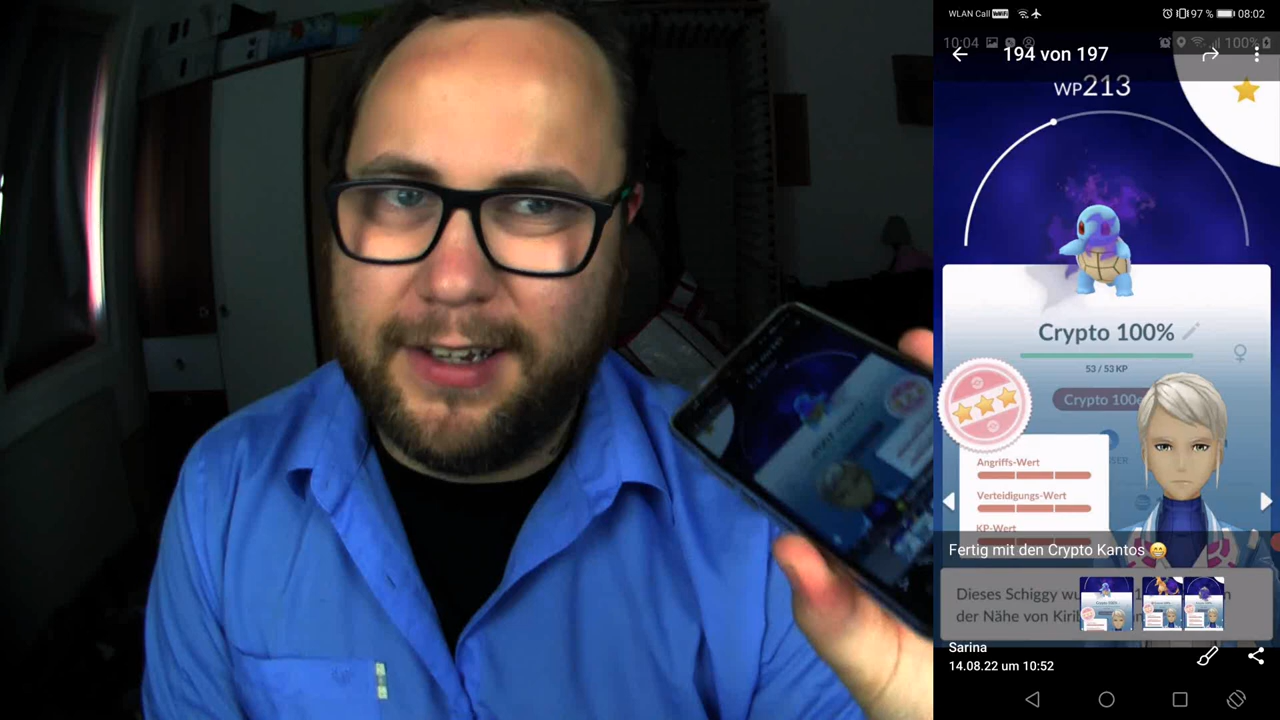 WLAN Call VoWiFi 97 % 08:02
10:04 100%
194 von 197
WP213
Crypto 100%
53 / 53 KP
Crypto 100
Angriffs-Wert
Verteidigungs-Wert
KP-Wert
Fertig mit den Crypto Kantos 😁
Dieses Schiggy
der Nähe von
Sarina
14.08.22 um 10:52